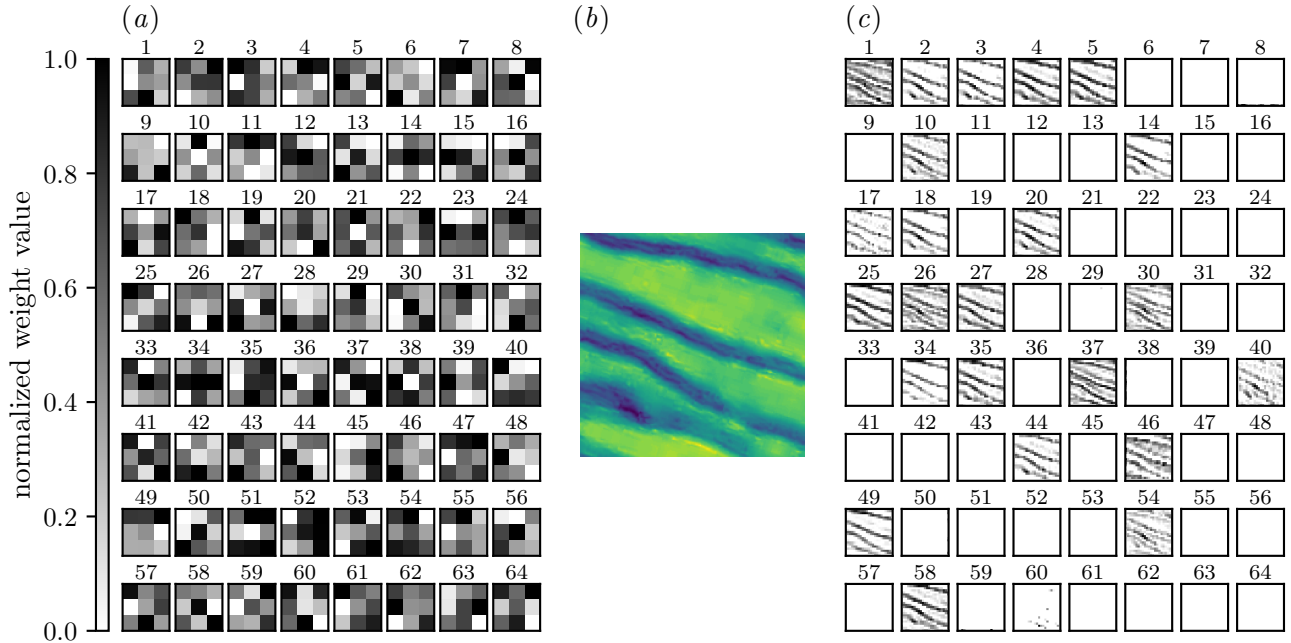 (a)
(b)
(c)
normalized weight value
1.0
0.8
0.6
0.4
0.2
0.0
1 2 3 4 5 6 7 8
9 10 11 12 13 14 15 16
17 18 19 20 21 22 23 24
25 26 27 28 29 30 31 32
33 34 35 36 37 38 39 40
41 42 43 44 45 46 47 48
49 50 51 52 53 54 55 56
57 58 59 60 61 62 63 64
1 2 3 4 5 6 7 8
9 10 11 12 13 14 15 16
17 18 19 20 21 22 23 24
25 26 27 28 29 30 31 32
33 34 35 36 37 38 39 40
41 42 43 44 45 46 47 48
49 50 51 52 53 54 55 56
57 58 59 60 61 62 63 64